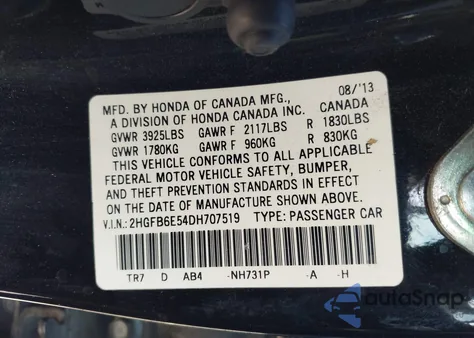 08/'13
MFD. BY HONDA OF CANADA MFG.,
A DIVISION OF HONDA CANADA INC. CANADA
GVWR 3925LBS GAWR F 2117LBS R 1830LBS
GVWR 1780KG GAWR F 960KG R 830KG
THIS VEHICLE CONFORMS TO ALL APPLICABLE
FEDERAL MOTOR VEHICLE SAFETY, BUMPER,
AND THEFT PREVENTION STANDARDS IN EFFECT
ON THE DATE OF MANUFACTURE SHOWN ABOVE.
V.I.N.: 2HGFB6E54DH707519 TYPE: PASSENGER CAR
TR7 D AB4 -NH731P -A -H
autoSnap